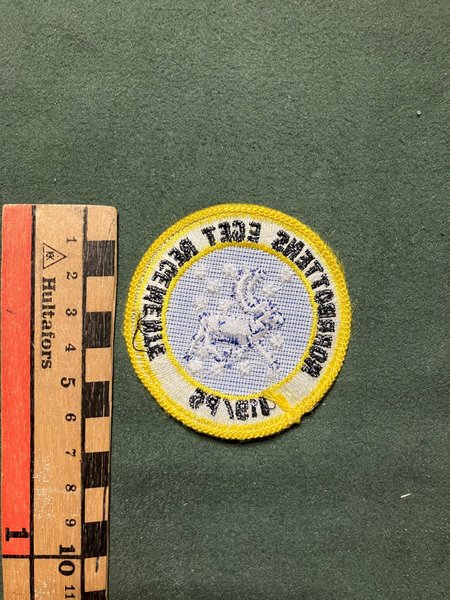 NORRBOTTENS EGET REGEMENTE
I19/P5
Hultafors
1 2 3 4 5 6 7 8 9 10 11
1